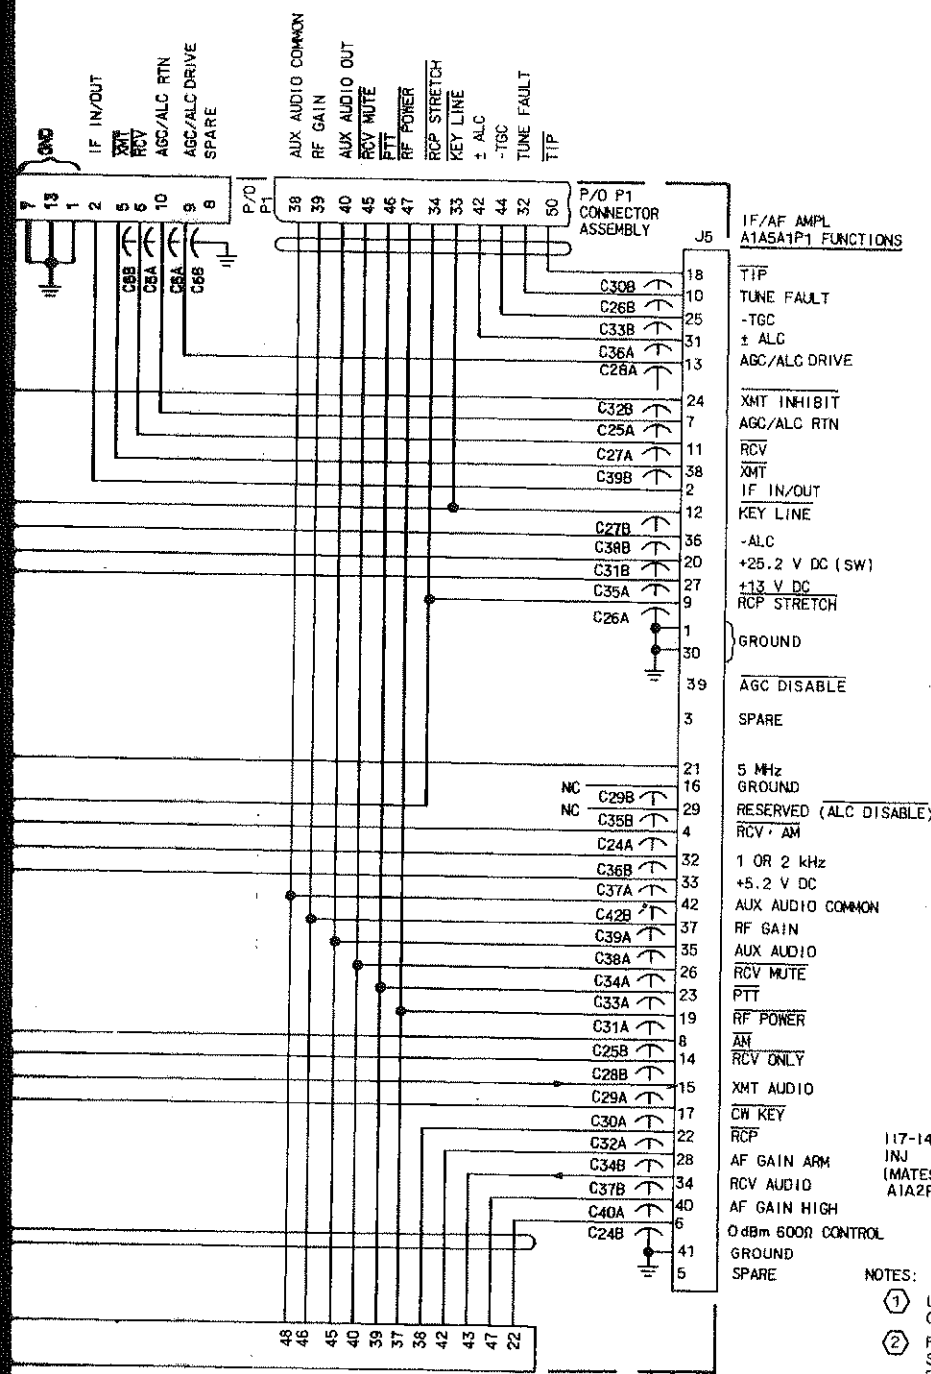 GND
IF IN/OUT
XMT
RCV
AGC/ALC RTN
AGC/ALC DRIVE
SPARE
AUX AUDIO COMMON
RF GAIN
AUX AUDIO OUT
RCV MUTE
PTT
RF POWER
RCP STRETCH
KEY LINE
± ALC
-TGC
TUNE FAULT
TIP
7 13 1 2 5 6 10 9 8
P/O P1
38 39 40 45 46 47 34 33 42 44 32 50
P/O P1
CONNECTOR
ASSEMBLY
J5
IF/AF AMPL
A1A5A1P1 FUNCTIONS
18 TIP
C30B
10 TUNE FAULT
C26B
25 -TGC
C33B
31 ± ALC
C36A
13 AGC/ALC DRIVE
C28A
24 XMT INHIBIT
C32B
7 AGC/ALC RTN
C25A
11 RCV
C27A
38 XMT
C39B
2 IF IN/OUT
12 KEY LINE
C27B
36 -ALC
C38B
20 +25.2 V DC (SW)
C31B
27 +13 V DC
C35A
9 RCP STRETCH
C26A
1
30
GROUND
39 AGC DISABLE
3 SPARE
21 5 MHz
NC 16 GROUND
C29B
NC 29 RESERVED (ALC DISABLE)
C35B
4 RCV · AM
C24A
32 1 OR 2 kHz
C36B
33 +5.2 V DC
C37A
42 AUX AUDIO COMMON
C42B
37 RF GAIN
C39A
35 AUX AUDIO
C38A
26 RCV MUTE
C34A
23 PTT
C33A
19 RF POWER
C31A
8 AM
C25B
14 RCV ONLY
C28B
15 XMT AUDIO
C29A
17 CW KEY
C30A
22 RCP
C32A
28 AF GAIN ARM
C34B
34 RCV AUDIO
C37B
40 AF GAIN HIGH
C40A
6 0 dBm 600Ω CONTROL
C24B
41 GROUND
5 SPARE
117-14
INJ
(MATES
A1A2P
NOTES:
1
2
48 46 45 40 39 37 38 42 43 47 22